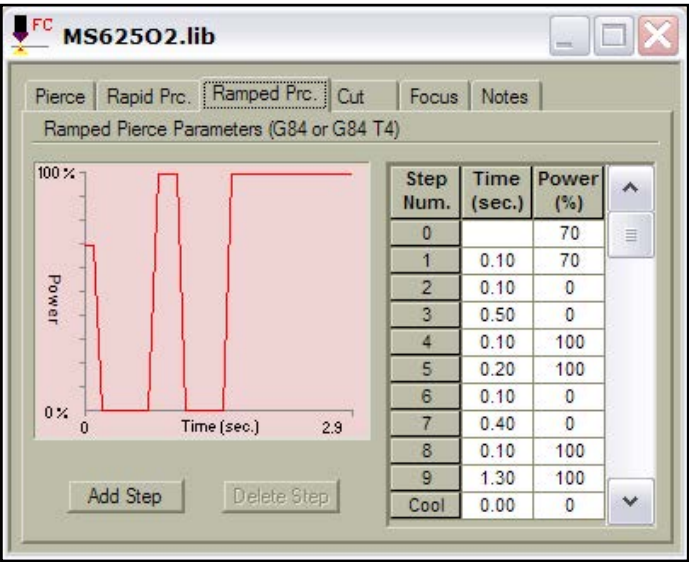 FC MS625O2.lib
Pierce Rapid Prc. Ramped Prc. Cut Focus Notes
Ramped Pierce Parameters (G84 or G84 T4)
100 %
Power
0 %
0 Time (sec.) 2.9
Step Num. Time (sec.) Power (%)
0 70
1 0.10 70
2 0.10 0
3 0.50 0
4 0.10 100
5 0.20 100
6 0.10 0
7 0.40 0
8 0.10 100
9 1.30 100
Cool 0.00 0
Add Step Delete Step